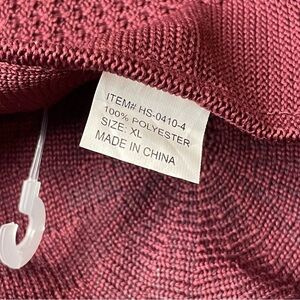 ITEM# HS-0410-4
100% POLYESTER
SIZE: XL
MADE IN CHINA